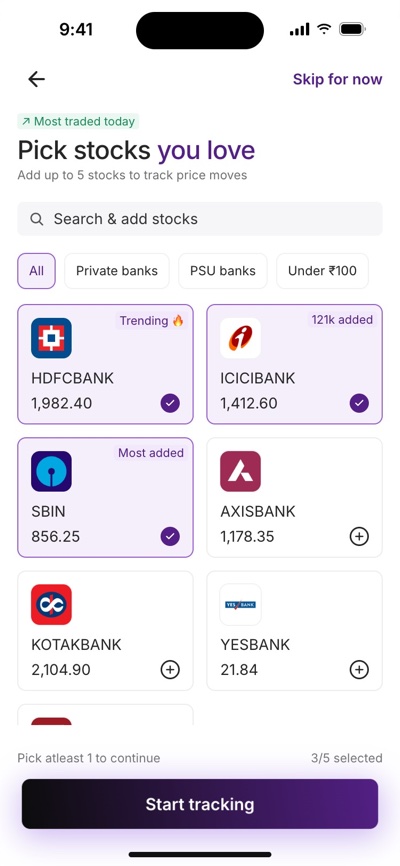 9:41
Skip for now
Most traded today
Pick stocks you love
Add up to 5 stocks to track price moves
Search & add stocks
All Private banks PSU banks Under ₹100
Trending 🔥
HDFCBANK
1,982.40
121k added
ICICIBANK
1,412.60
Most added
SBIN
856.25
AXISBANK
1,178.35
KOTAKBANK
2,104.90
YES BANK
YESBANK
21.84
Pick atleast 1 to continue 3/5 selected
Start tracking